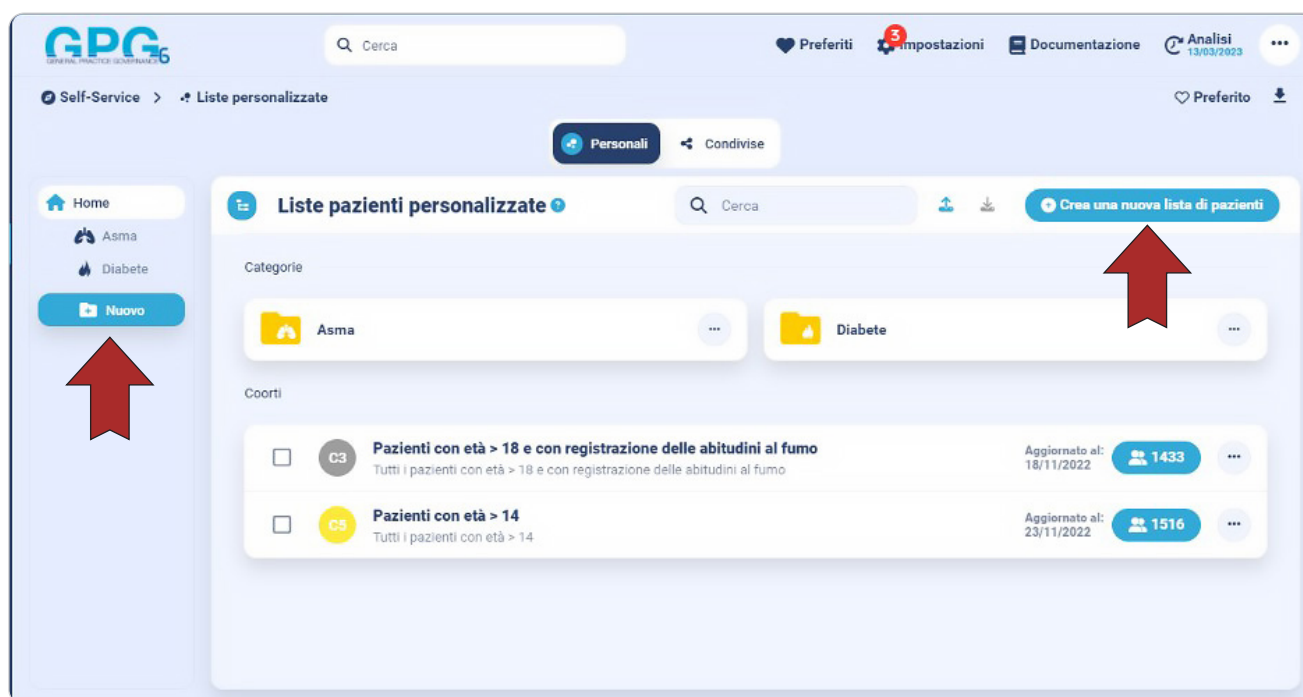 GPG6
GENERAL PRACTICE GOVERNANCE
Cerca
Preferiti
3
Impostazioni
Documentazione
Analisi
13/03/2023
Self-Service > Liste personalizzate
Preferito
Personali
Condivise
Home
Asma
Diabete
Nuovo
Liste pazienti personalizzate
Cerca
Crea una nuova lista di pazienti
Categorie
Asma
Diabete
Coorti
C3
Pazienti con età > 18 e con registrazione delle abitudini al fumo
Tutti i pazienti con età > 18 e con registrazione delle abitudini al fumo
Aggiornato al:
18/11/2022
1433
C5
Pazienti con età > 14
Tutti i pazienti con età > 14
Aggiornato al:
23/11/2022
1516